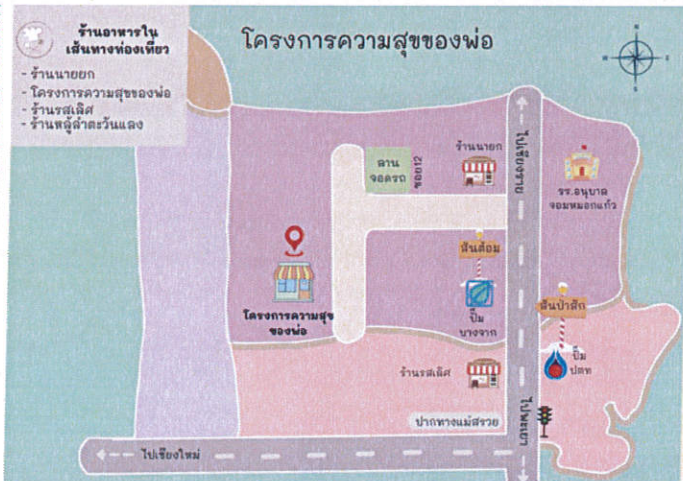 ร้านอาหารใน
เส้นทางท่องเที่ยว
- ร้านนายยก
- โครงการความสุขของพ่อ
- ร้านรสเลิศ
- ร้านหลู้ลำตะวันแลง
โครงการความสุขของพ่อ
N
W
E
S
ไปเชียงราย
ร้านนายก
ลาน
จอดรถ
ซอย12
รร.อนุบาล
จอมหมอกแก้ว
สันต้อม
สันป่าสัก
โครงการความสุข
ของพ่อ
ปั๊ม
บางจาก
ปั๊ม
ปตท
ร้านรสเลิศ
ไปพะเยา
ปากทางแม่สรวย
ไปเชียงใหม่